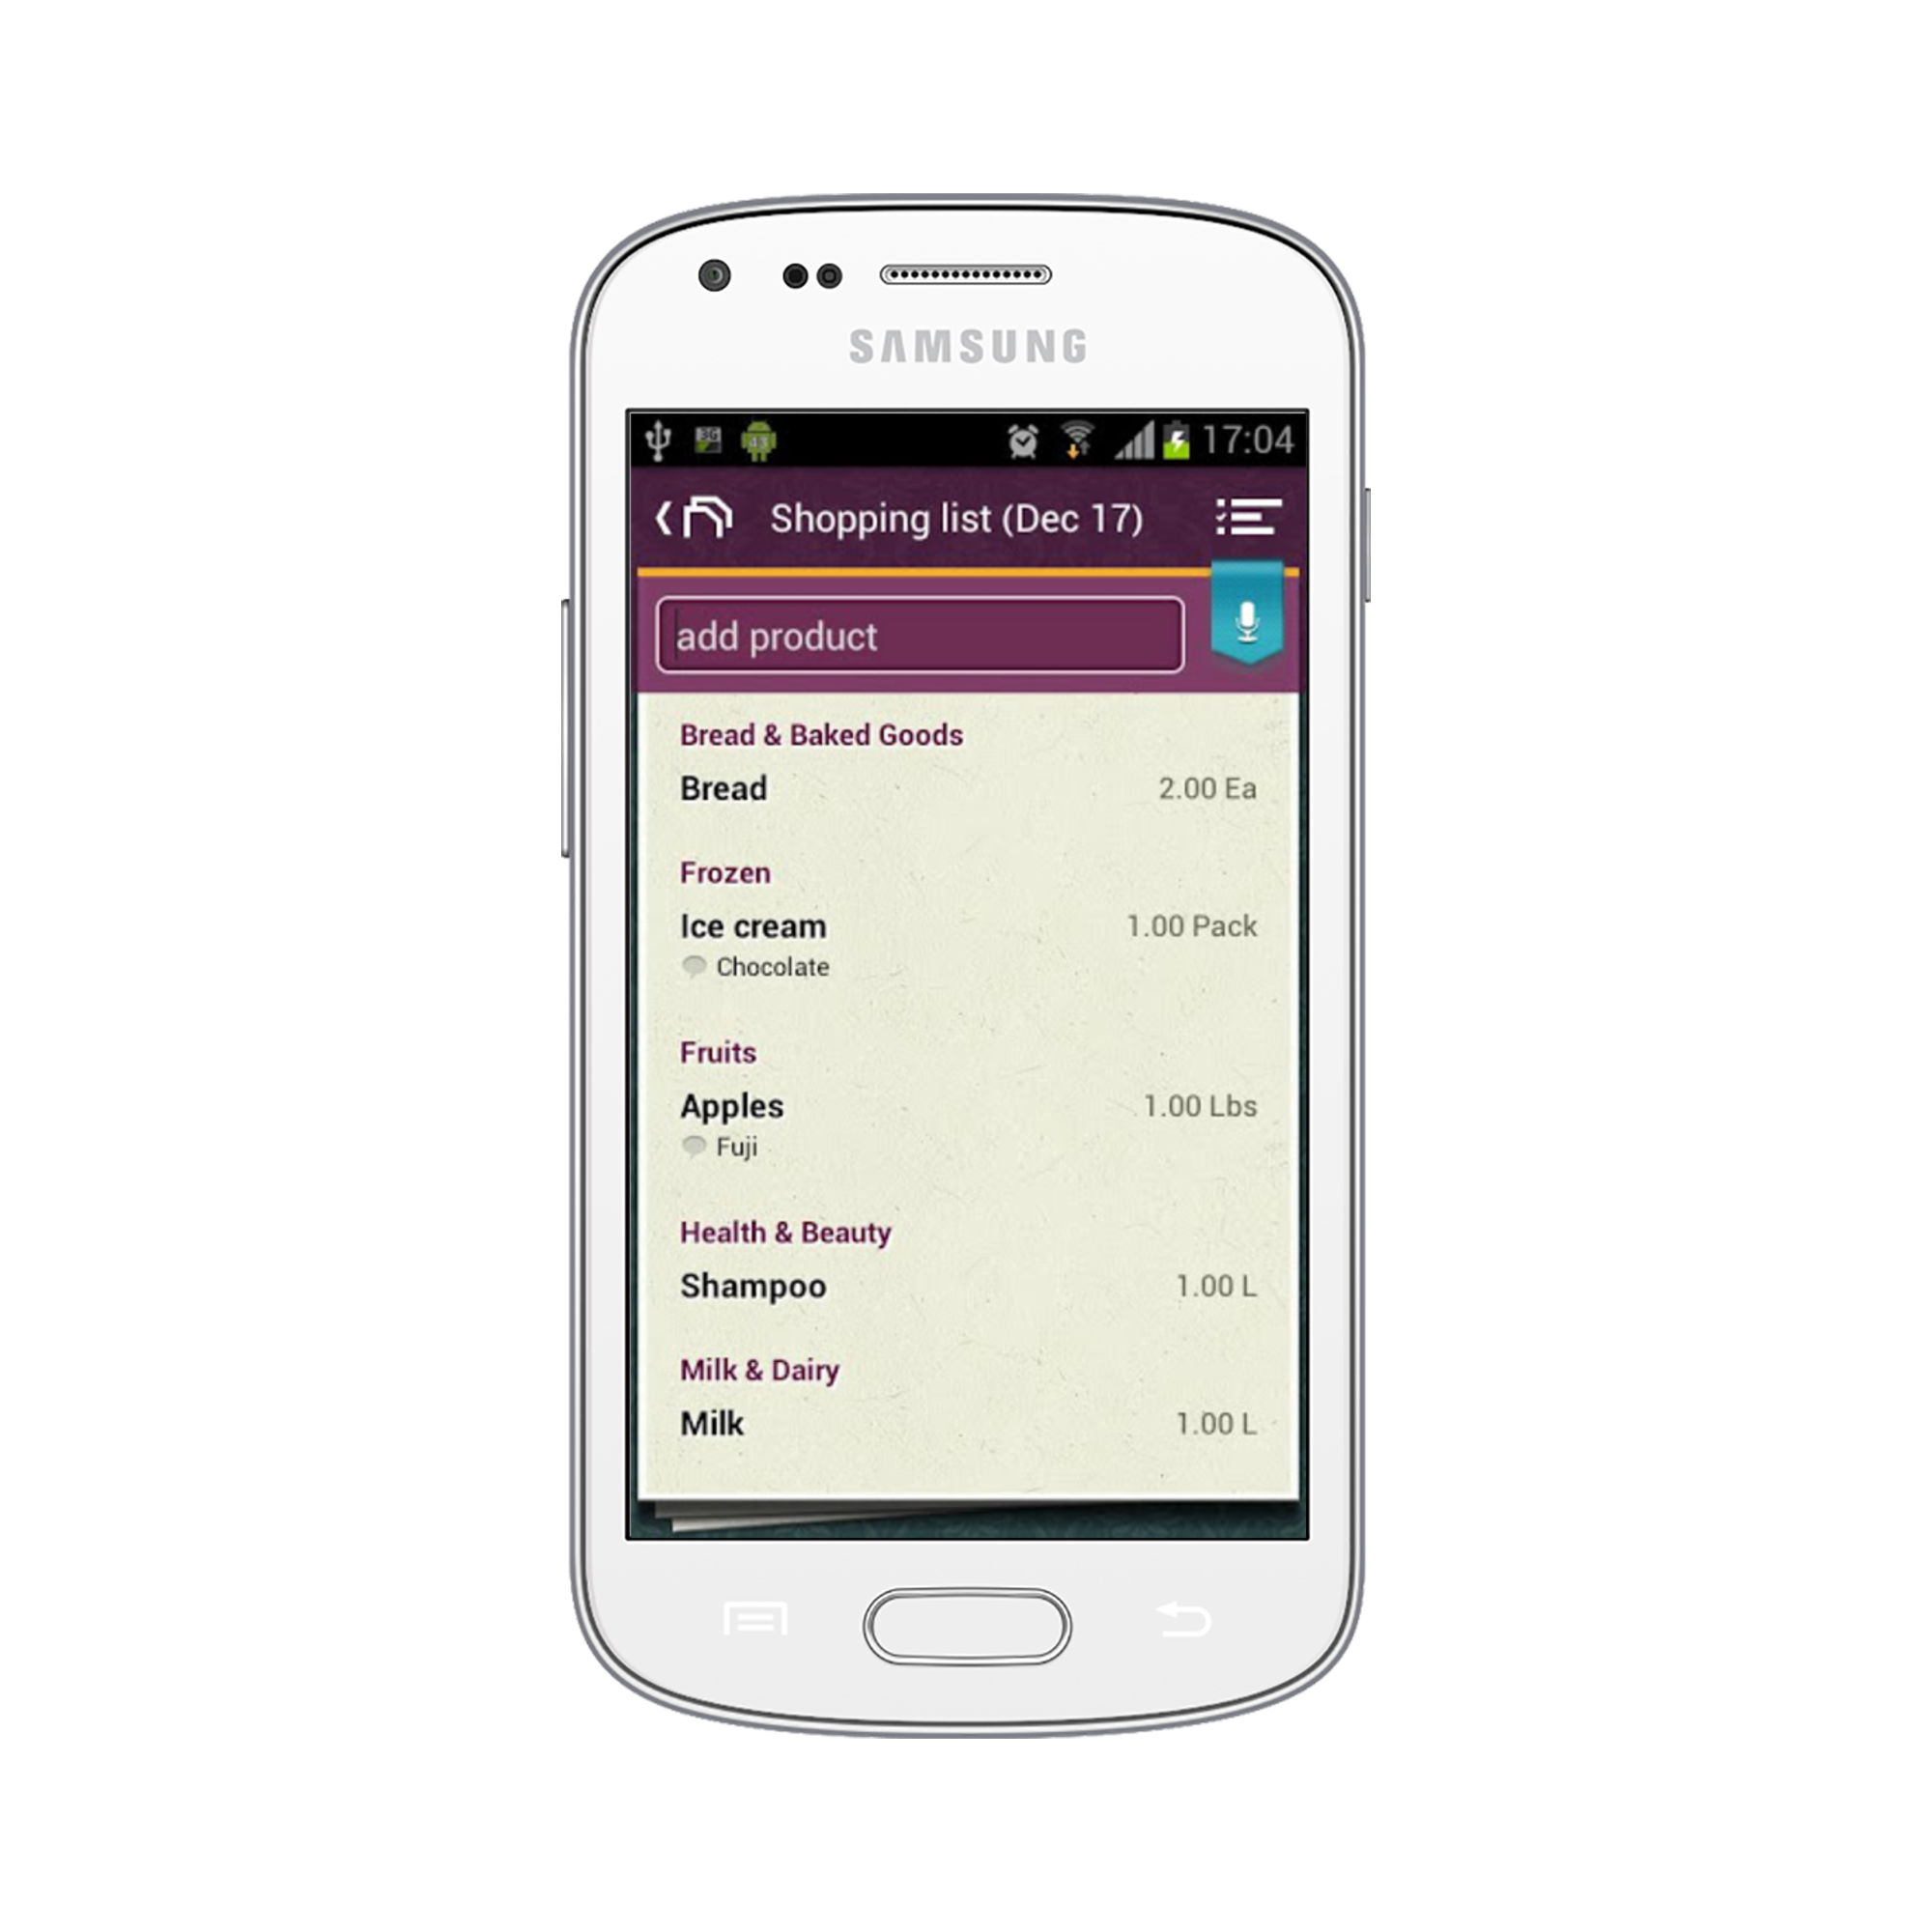 SAMSUNG
3G 43 17:04
Shopping list (Dec 17)
add product
Bread & Baked Goods
Bread 2.00 Ea
Frozen
Ice cream 1.00 Pack
Chocolate
Fruits
Apples 1.00 Lbs
Fuji
Health & Beauty
Shampoo 1.00 L
Milk & Dairy
Milk 1.00 L